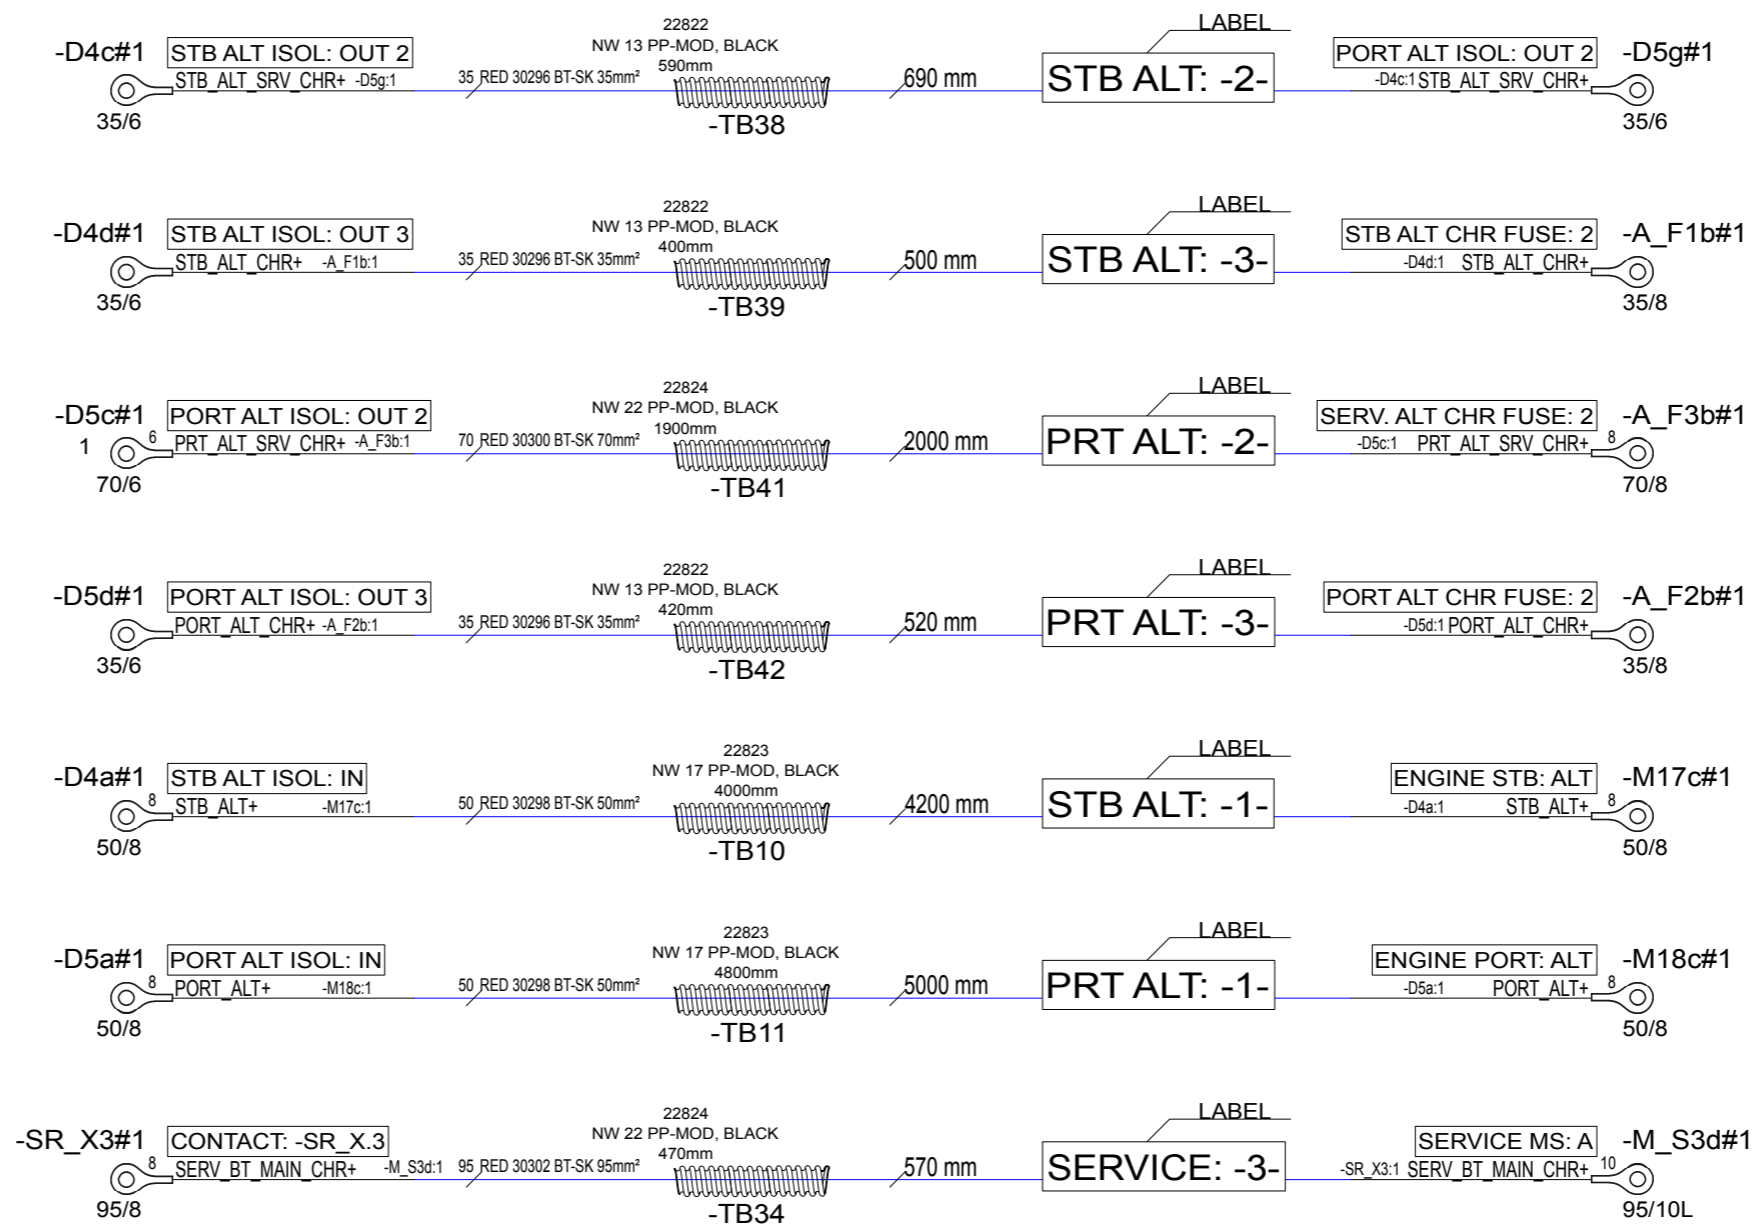 22822
LABEL
-D4c#1 STB ALT ISOL: OUT 2 NW 13 PP-MOD, BLACK PORT ALT ISOL: OUT 2 -D5g#1
590mm
STB_ALT_SRV_CHR+ -D5g:1 35 RED 30296 BT-SK 35mm² 690 mm STB ALT: -2- -D4c:1 STB_ALT_SRV_CHR+
35/6 -TB38 35/6
22822
LABEL
-D4d#1 STB ALT ISOL: OUT 3 NW 13 PP-MOD, BLACK STB ALT CHR FUSE: 2 -A_F1b#1
400mm
STB_ALT_CHR+ -A_F1b:1 35 RED 30296 BT-SK 35mm² 500 mm STB ALT: -3- -D4d:1 STB_ALT_CHR+
35/6 -TB39 35/8
22824
LABEL
-D5c#1 PORT ALT ISOL: OUT 2 NW 22 PP-MOD, BLACK SERV. ALT CHR FUSE: 2 -A_F3b#1
1900mm
1 6 PRT_ALT_SRV_CHR+ -A_F3b:1 70 RED 30300 BT-SK 70mm² 2000 mm PRT ALT: -2- -D5c:1 PRT_ALT_SRV_CHR+ 8
70/6 -TB41 70/8
22822
LABEL
-D5d#1 PORT ALT ISOL: OUT 3 NW 13 PP-MOD, BLACK PORT ALT CHR FUSE: 2 -A_F2b#1
420mm
PORT_ALT_CHR+ -A_F2b:1 35 RED 30296 BT-SK 35mm² 520 mm PRT ALT: -3- -D5d:1 PORT_ALT_CHR+
35/6 -TB42 35/8
22823
LABEL
-D4a#1 STB ALT ISOL: IN NW 17 PP-MOD, BLACK ENGINE STB: ALT -M17c#1
4000mm
8 STB_ALT+ -M17c:1 50 RED 30298 BT-SK 50mm² 4200 mm STB ALT: -1- -D4a:1 STB_ALT+ 8
50/8 -TB10 50/8
22823
LABEL
-D5a#1 PORT ALT ISOL: IN NW 17 PP-MOD, BLACK ENGINE PORT: ALT -M18c#1
4800mm
8 PORT_ALT+ -M18c:1 50 RED 30298 BT-SK 50mm² 5000 mm PRT ALT: -1- -D5a:1 PORT_ALT+ 8
50/8 -TB11 50/8
22824
LABEL
-SR_X3#1 CONTACT: -SR_X.3 NW 22 PP-MOD, BLACK SERVICE MS: A -M_S3d#1
470mm
8 SERV_BT_MAIN_CHR+ -M_S3d:1 95 RED 30302 BT-SK 95mm² 570 mm SERVICE: -3- -SR_X3:1 SERV_BT_MAIN_CHR+ 10
95/8 -TB34 95/10L